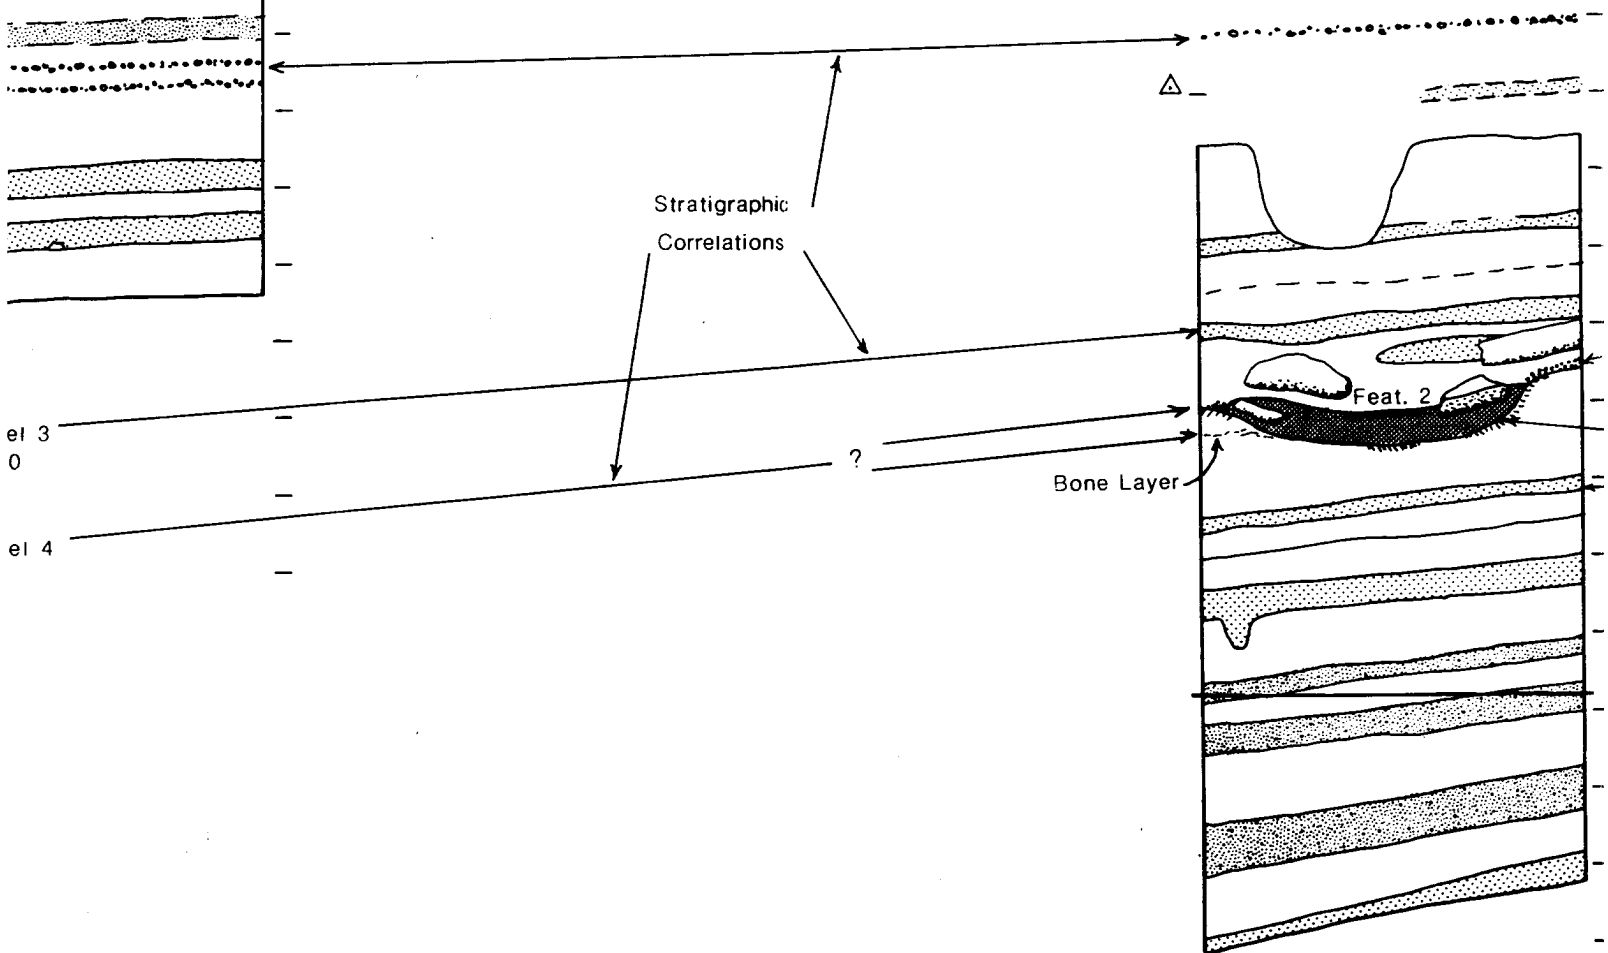 Stratigraphic
Correlations
Feat. 2
el 3
0
?
Bone Layer
el 4